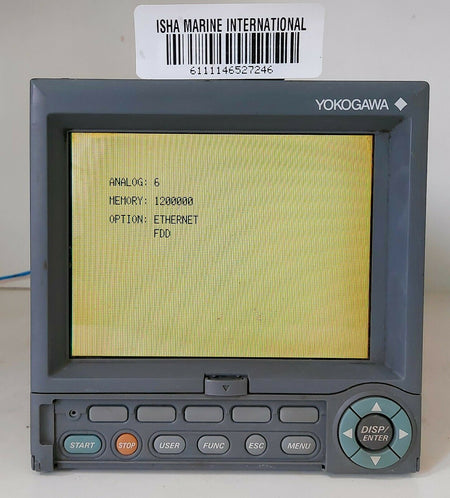 ISHA MARINE INTERNATIONAL
6111146527246
YOKOGAWA
ANALOG: 6
MEMORY: 1200000
OPTION: ETHERNET
FDD
START STOP USER FUNC ESC MENU
DISP/
ENTER